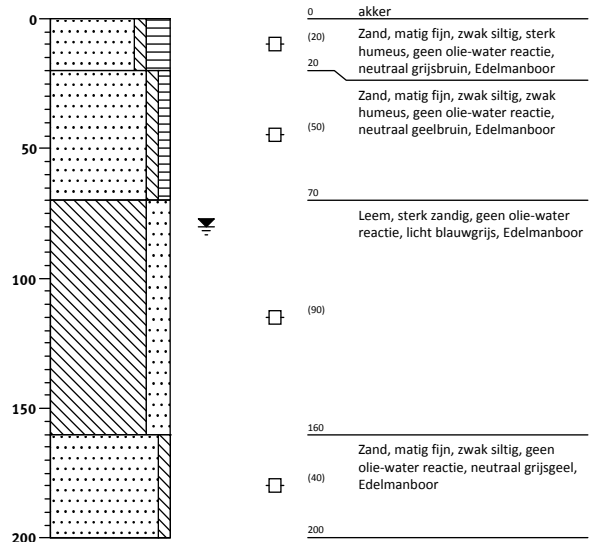 0
50
100
150
200
0 akker
(20) Zand, matig fijn, zwak siltig, sterk
humeus, geen olie-water reactie,
20 neutraal grijsbruin, Edelmanboor
Zand, matig fijn, zwak siltig, zwak
humeus, geen olie-water reactie,
(50) neutraal geelbruin, Edelmanboor
70
Leem, sterk zandig, geen olie-water
reactie, licht blauwgrijs, Edelmanboor
(90)
160
Zand, matig fijn, zwak siltig, geen
olie-water reactie, neutraal grijsgeel,
(40) Edelmanboor
200